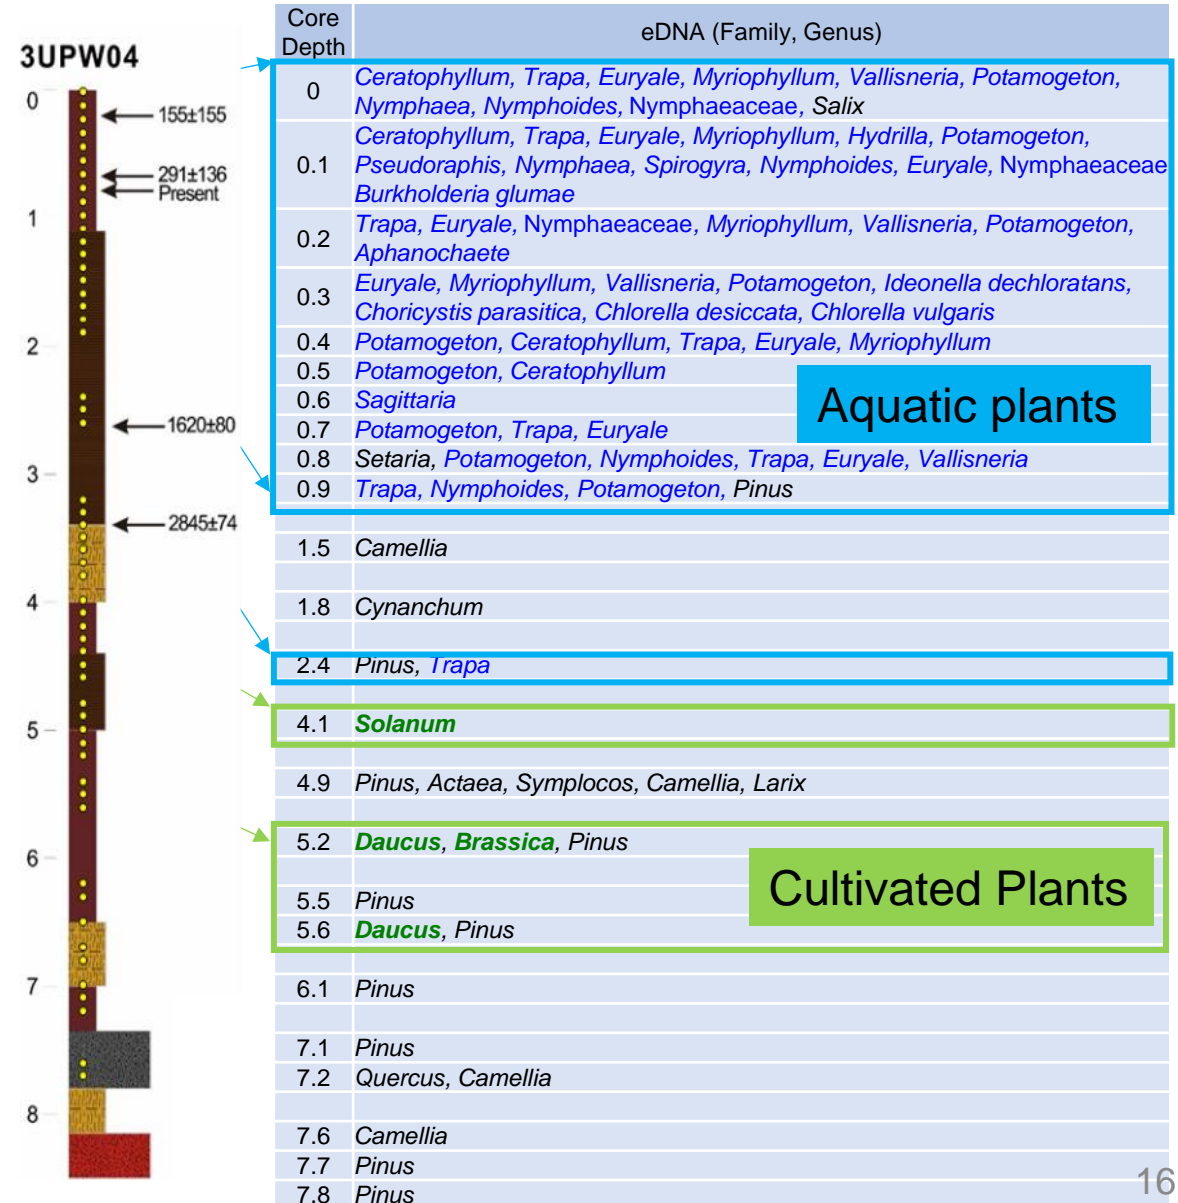 3UPW04
0
155±155
291±136
Present
1
2
1620±80
3
2845±74
4
5
6
7
8
Core Depth eDNA (Family, Genus)
0 Ceratophyllum, Trapa, Euryale, Myriophyllum, Vallisneria, Potamogeton,
Nymphaea, Nymphoides, Nymphaeaceae, Salix
0.1 Ceratophyllum, Trapa, Euryale, Myriophyllum, Hydrilla, Potamogeton,
Pseudoraphis, Nymphaea, Spirogyra, Nymphoides, Euryale, Nymphaeaceae
Burkholderia glumae
0.2 Trapa, Euryale, Nymphaeaceae, Myriophyllum, Vallisneria, Potamogeton,
Aphanochaete
0.3 Euryale, Myriophyllum, Vallisneria, Potamogeton, Ideonella dechloratans,
Choricystis parasitica, Chlorella desiccata, Chlorella vulgaris
0.4 Potamogeton, Ceratophyllum, Trapa, Euryale, Myriophyllum
0.5 Potamogeton, Ceratophyllum
0.6 Sagittaria
0.7 Potamogeton, Trapa, Euryale
0.8 Setaria, Potamogeton, Nymphoides, Trapa, Euryale, Vallisneria
0.9 Trapa, Nymphoides, Potamogeton, Pinus
Aquatic plants
1.5 Camellia
1.8 Cynanchum
2.4 Pinus, Trapa
4.1 Solanum
4.9 Pinus, Actaea, Symplocos, Camellia, Larix
5.2 Daucus, Brassica, Pinus
5.5 Pinus
5.6 Daucus, Pinus
Cultivated Plants
6.1 Pinus
7.1 Pinus
7.2 Quercus, Camellia
7.6 Camellia
7.7 Pinus
7.8 Pinus
16